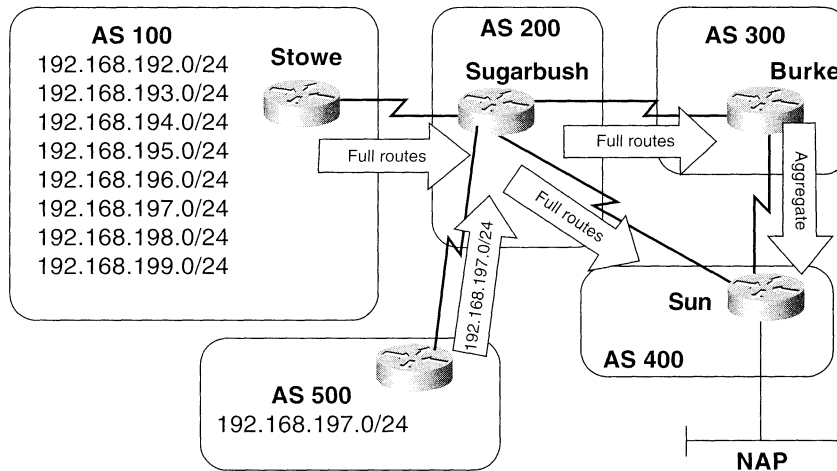 AS 100
192.168.192.0/24
192.168.193.0/24
192.168.194.0/24
192.168.195.0/24
192.168.196.0/24
192.168.197.0/24
192.168.198.0/24
192.168.199.0/24
Stowe
Full routes
AS 200
Sugarbush
Full routes
Full routes
AS 300
Burke
Aggregate
192.168.197.0/24
Sun
AS 400
AS 500
192.168.197.0/24
NAP